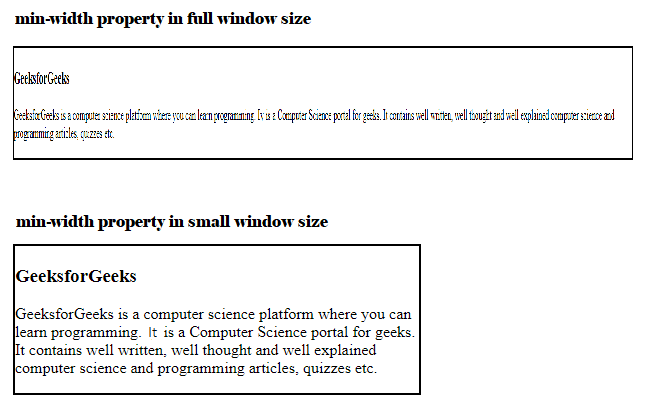 min-width property in full window size
GeeksforGeeks
GeeksforGeeks is a computer science platform where you can learn programming. It is a Computer Science portal for geeks. It contains well written, well thought and well explained computer science and
programming articles, quizzes etc.
min-width property in small window size
GeeksforGeeks
GeeksforGeeks is a computer science platform where you can
learn programming. It is a Computer Science portal for geeks.
It contains well written, well thought and well explained
computer science and programming articles, quizzes etc.